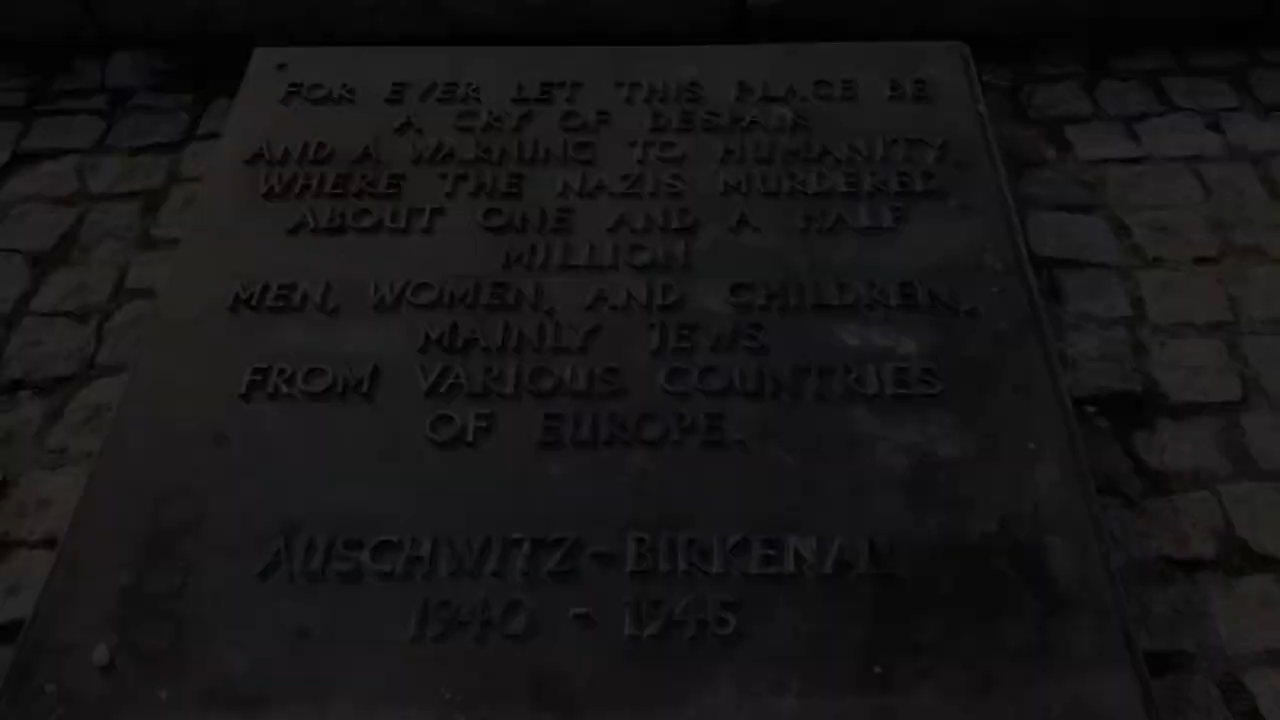 FOR EVER LET THIS PLACE BE
A CRY OF DESPAIR
AND A WARNING TO HUMANITY
WHERE THE NAZIS MURDERED
ABOUT ONE AND A HALF
MILLION
MEN, WOMEN, AND CHILDREN,
MAINLY JEWS
FROM VARIOUS COUNTRIES
OF EUROPE.
AUSCHWITZ-BIRKENAU
1940 - 1945